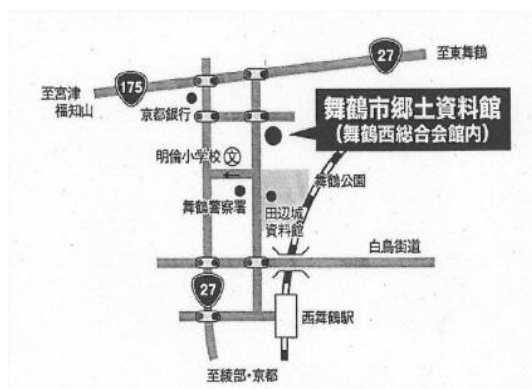 27
至東舞鶴
175
至宮津
福知山
京都銀行
舞鶴市郷土資料館
(舞鶴西総合会館内)
明倫小学校
文
舞鶴公園
舞鶴警察署
田辺城
資料館
白鳥街道
27
西舞鶴駅
至綾部・京都